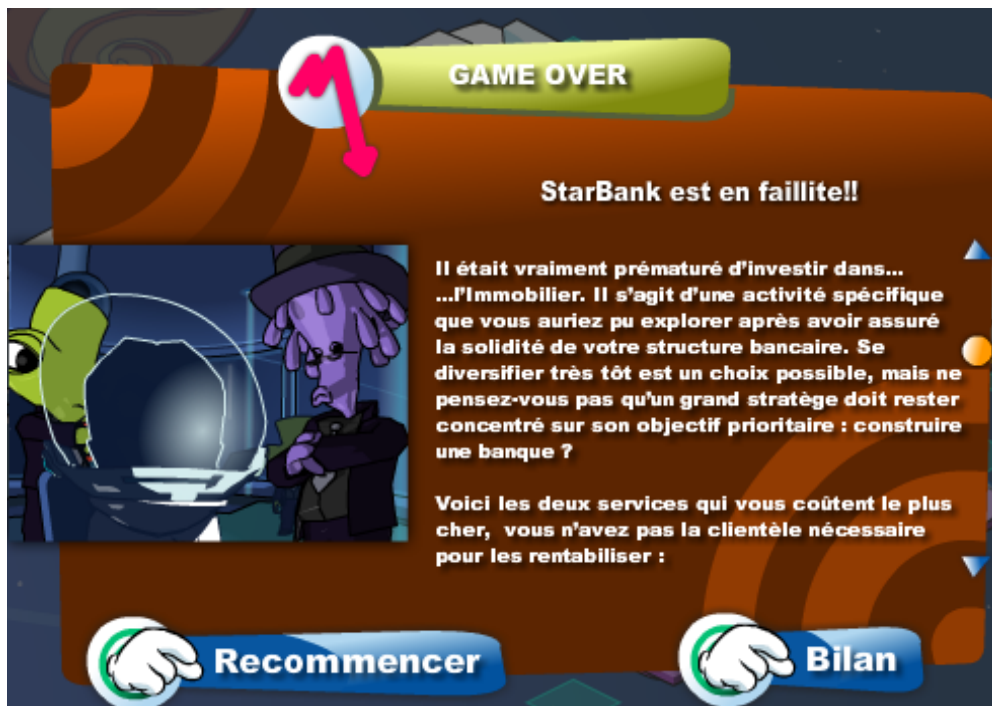 GAME OVER
StarBank est en faillite!!
Il était vraiment prématuré d'investir dans...
...l'Immobilier. Il s'agit d'une activité spécifique
que vous auriez pu explorer après avoir assuré
la solidité de votre structure bancaire. Se
diversifier très tôt est un choix possible, mais ne
pensez-vous pas qu'un grand stratège doit rester
concentré sur son objectif prioritaire : construire
une banque ?
Voici les deux services qui vous coûtent le plus
cher, vous n'avez pas la clientèle nécessaire
pour les rentabiliser :
Recommencer
Bilan